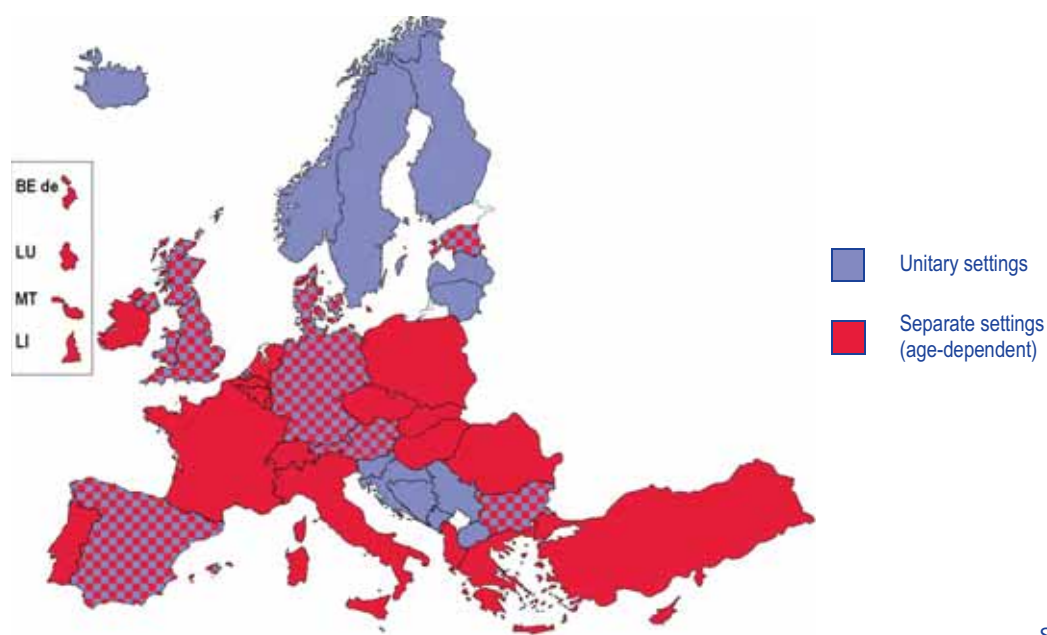 BE de
LU
MT
LI
Unitary settings
Separate settings
(age-dependent)
S